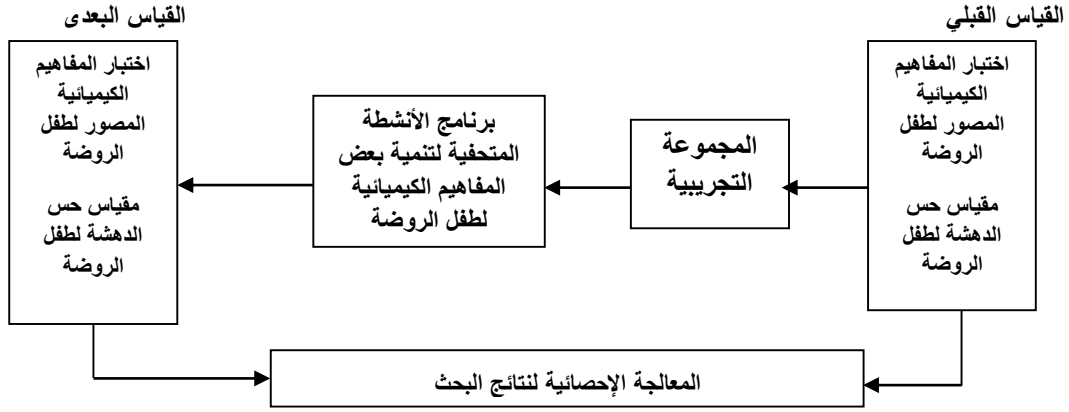 القياس القبلي
اختبار المفاهيم
الكيميائية
المصور لطفل
الروضة
مقياس حس
الدهشة لطفل
الروضة
المجموعة
التجريبية
برنامج الأنشطة
المتحفية لتنمية بعض
المفاهيم الكيميائية
لطفل الروضة
القياس البعدى
اختبار المفاهيم
الكيميائية
المصور لطفل
الروضة
مقياس حس
الدهشة لطفل
الروضة
المعالجة الإحصائية لنتائج البحث